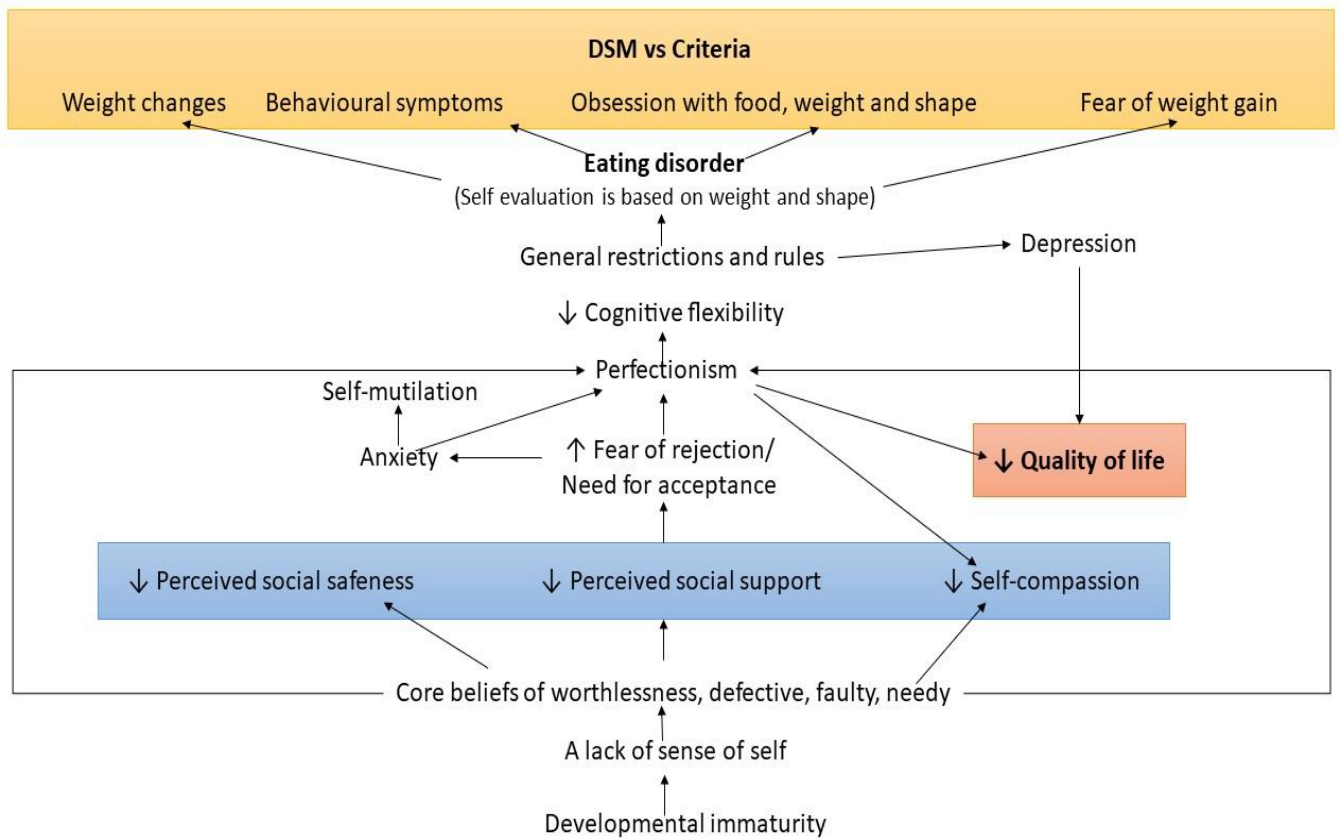 DSM vs Criteria
Weight changes
Behavioural symptoms
Obsession with food, weight and shape
Fear of weight gain
Eating disorder
(Self evaluation is based on weight and shape)
General restrictions and rules
Depression
↓ Cognitive flexibility
Perfectionism
Self-mutilation
Anxiety
↑ Fear of rejection/
Need for acceptance
↓ Quality of life
↓ Perceived social safeness
↓ Perceived social support
↓ Self-compassion
Core beliefs of worthlessness, defective, faulty, needy
A lack of sense of self
Developmental immaturity